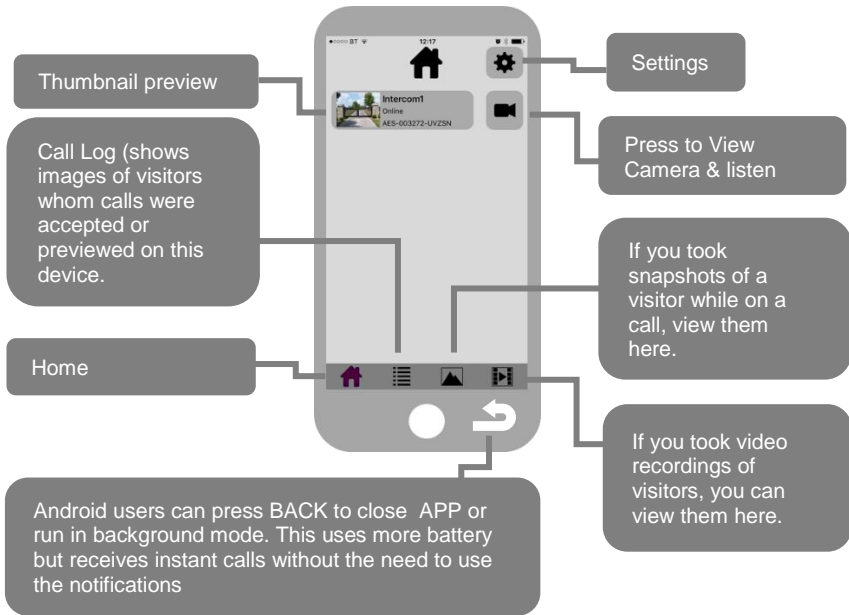 BT 12:17
Settings
Thumbnail preview
Intercom1
Online
AES-003272-UVZSN
Press to View
Camera & listen
Call Log (shows
images of visitors
whom calls were
accepted or
previewed on this
device.
If you took
snapshots of a
visitor while on a
call, view them
here.
Home
If you took video
recordings of
visitors, you can
view them here.
Android users can press BACK to close APP or
run in background mode. This uses more battery
but receives instant calls without the need to use
the notifications